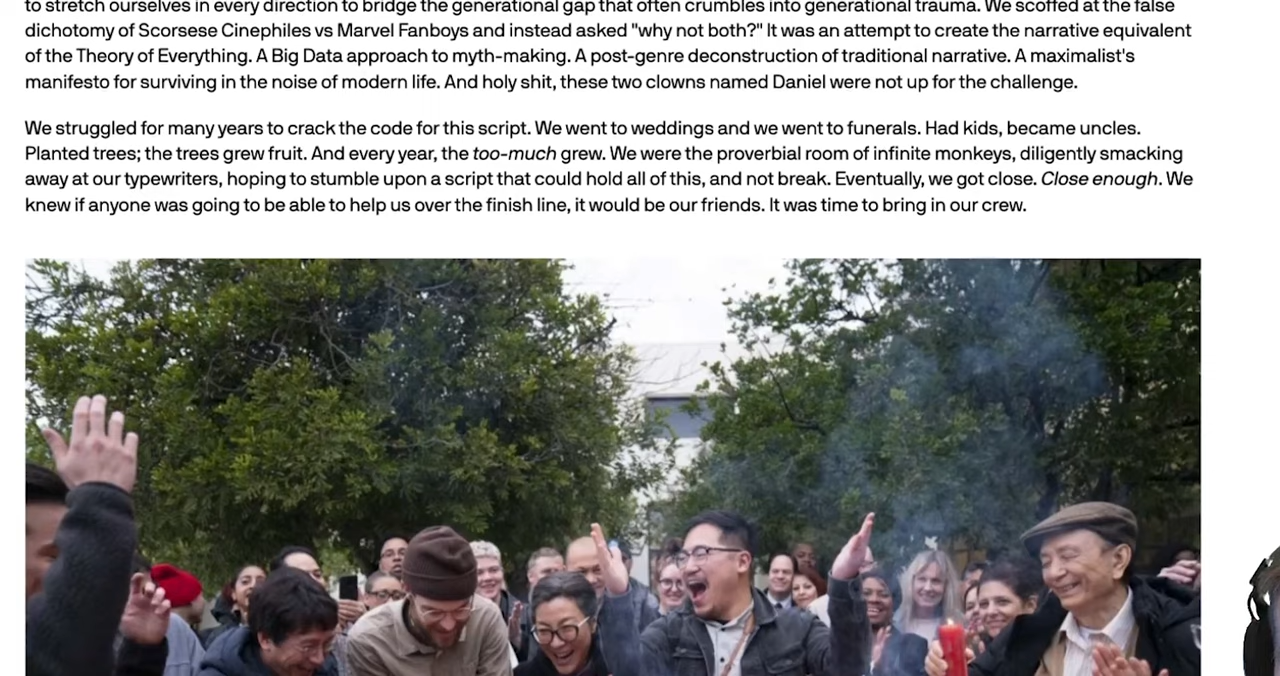 to stretch ourselves in every direction to bridge the generational gap that often crumbles into generational trauma. We scoffed at the false
dichotomy of Scorsese Cinephiles vs Marvel Fanboys and instead asked "why not both?" It was an attempt to create the narrative equivalent
of the Theory of Everything. A Big Data approach to myth-making. A post-genre deconstruction of traditional narrative. A maximalist's
manifesto for surviving in the noise of modern life. And holy shit, these two clowns named Daniel were not up for the challenge.
We struggled for many years to crack the code for this script. We went to weddings and we went to funerals. Had kids, became uncles.
Planted trees; the trees grew fruit. And every year, the too-much grew. We were the proverbial room of infinite monkeys, diligently smacking
away at our typewriters, hoping to stumble upon a script that could hold all of this, and not break. Eventually, we got close. Close enough. We
knew if anyone was going to be able to help us over the finish line, it would be our friends. It was time to bring in our crew.